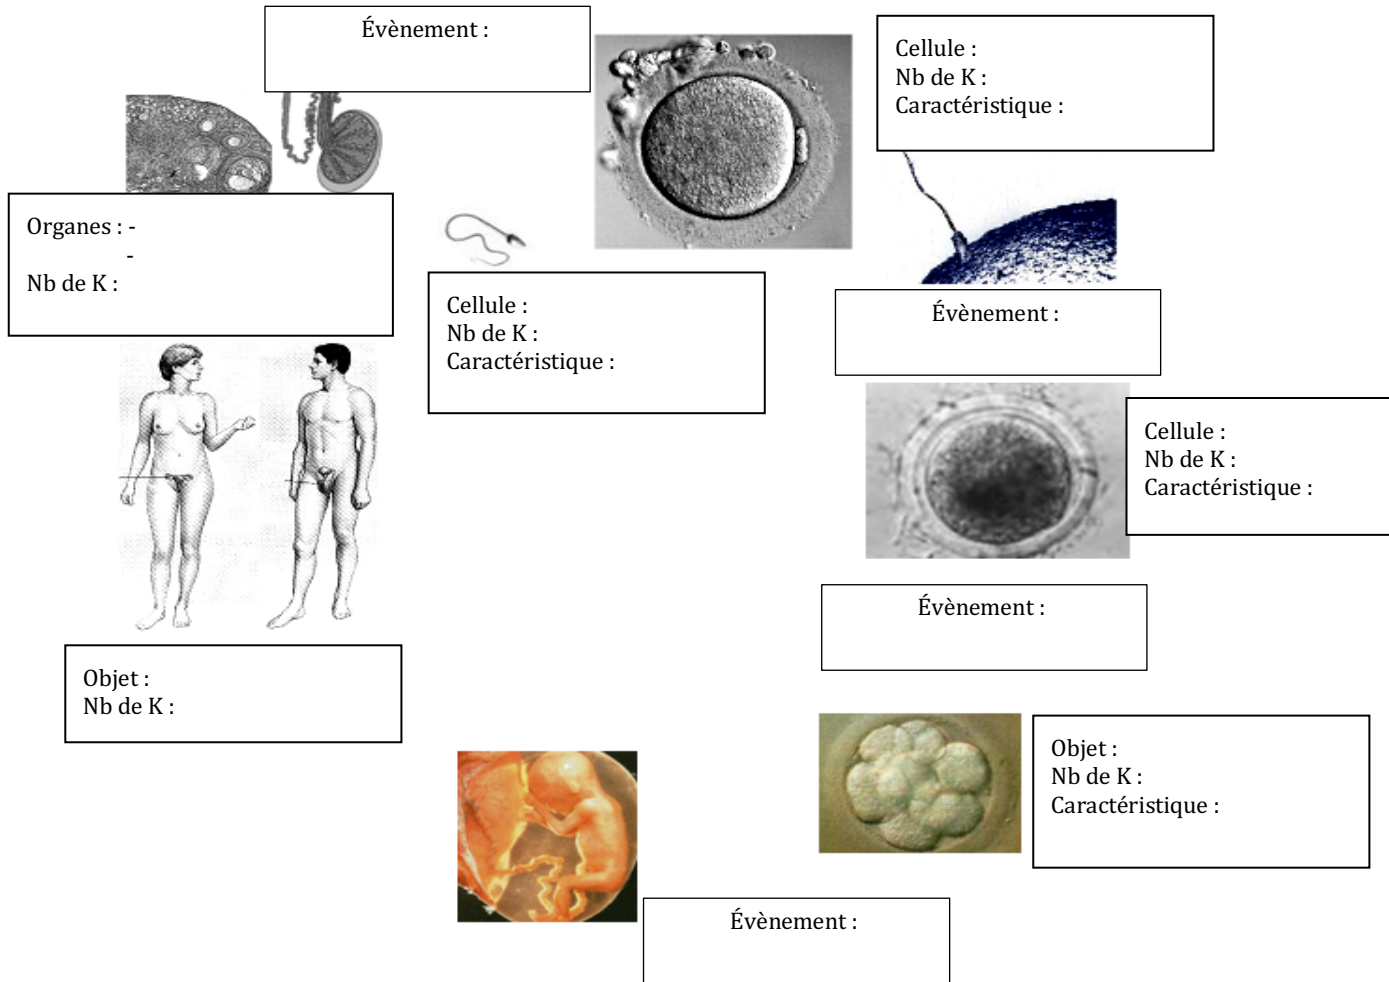 Évènement :
Cellule :
Nb de K :
Caractéristique :
Organes : -
-
Nb de K :
Cellule :
Nb de K :
Caractéristique :
Évènement :
Cellule :
Nb de K :
Caractéristique :
Évènement :
Objet :
Nb de K :
Objet :
Nb de K :
Caractéristique :
Évènement :